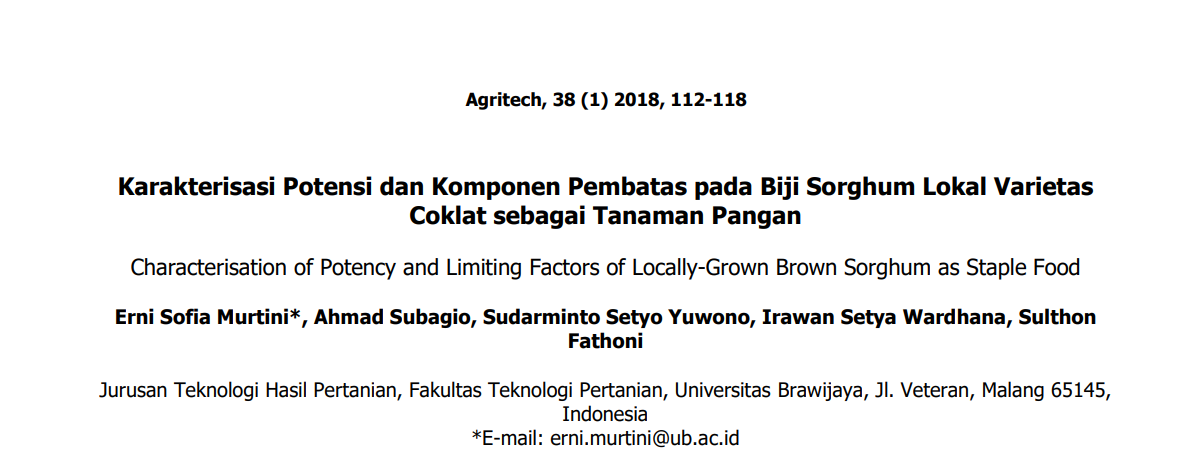 Agritech, 38 (1) 2018, 112-118
Karakterisasi Potensi dan Komponen Pembatas pada Biji Sorghum Lokal Varietas
Coklat sebagai Tanaman Pangan
Characterisation of Potency and Limiting Factors of Locally-Grown Brown Sorghum as Staple Food
Erni Sofia Murtini*, Ahmad Subagio, Sudarminto Setyo Yuwono, Irawan Setya Wardhana, Sulthon
Fathoni
Jurusan Teknologi Hasil Pertanian, Fakultas Teknologi Pertanian, Universitas Brawijaya, Jl. Veteran, Malang 65145,
Indonesia
*E-mail: erni.murtini@ub.ac.id